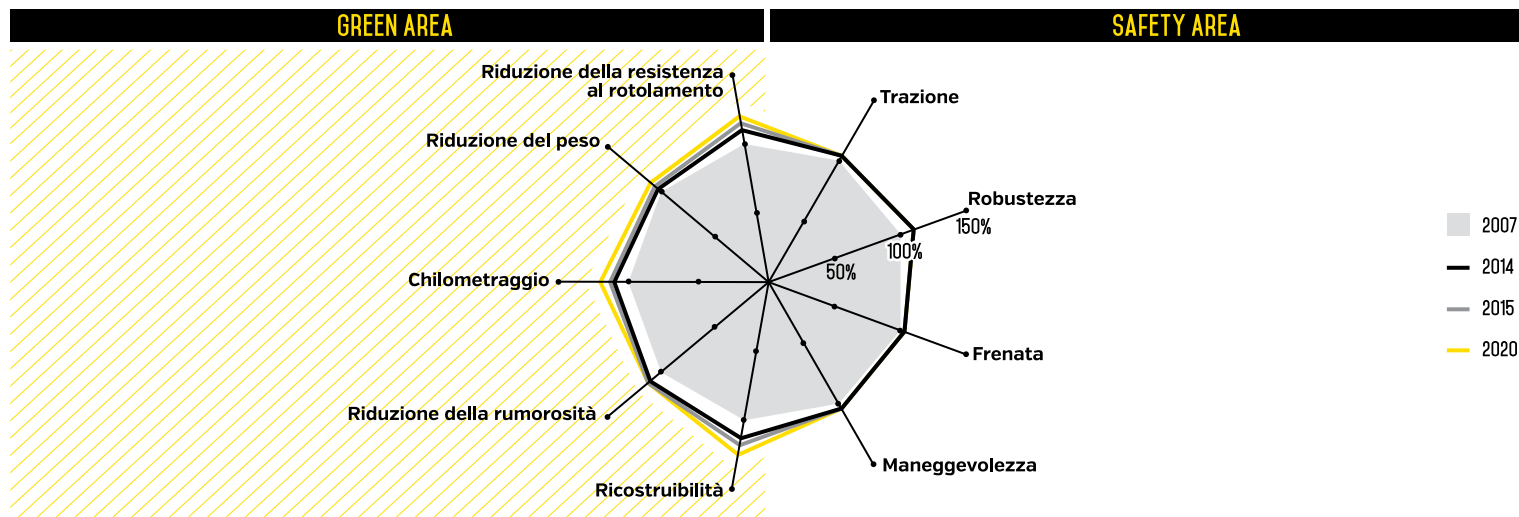 GREEN AREA
SAFETY AREA
Riduzione della resistenza
al rotolamento
Trazione
Riduzione del peso
Robustezza
150%
100%
50%
Chilometraggio
Frenata
Riduzione della rumorosità
Maneggevolezza
Ricostruibilità
2007
2014
2015
2020